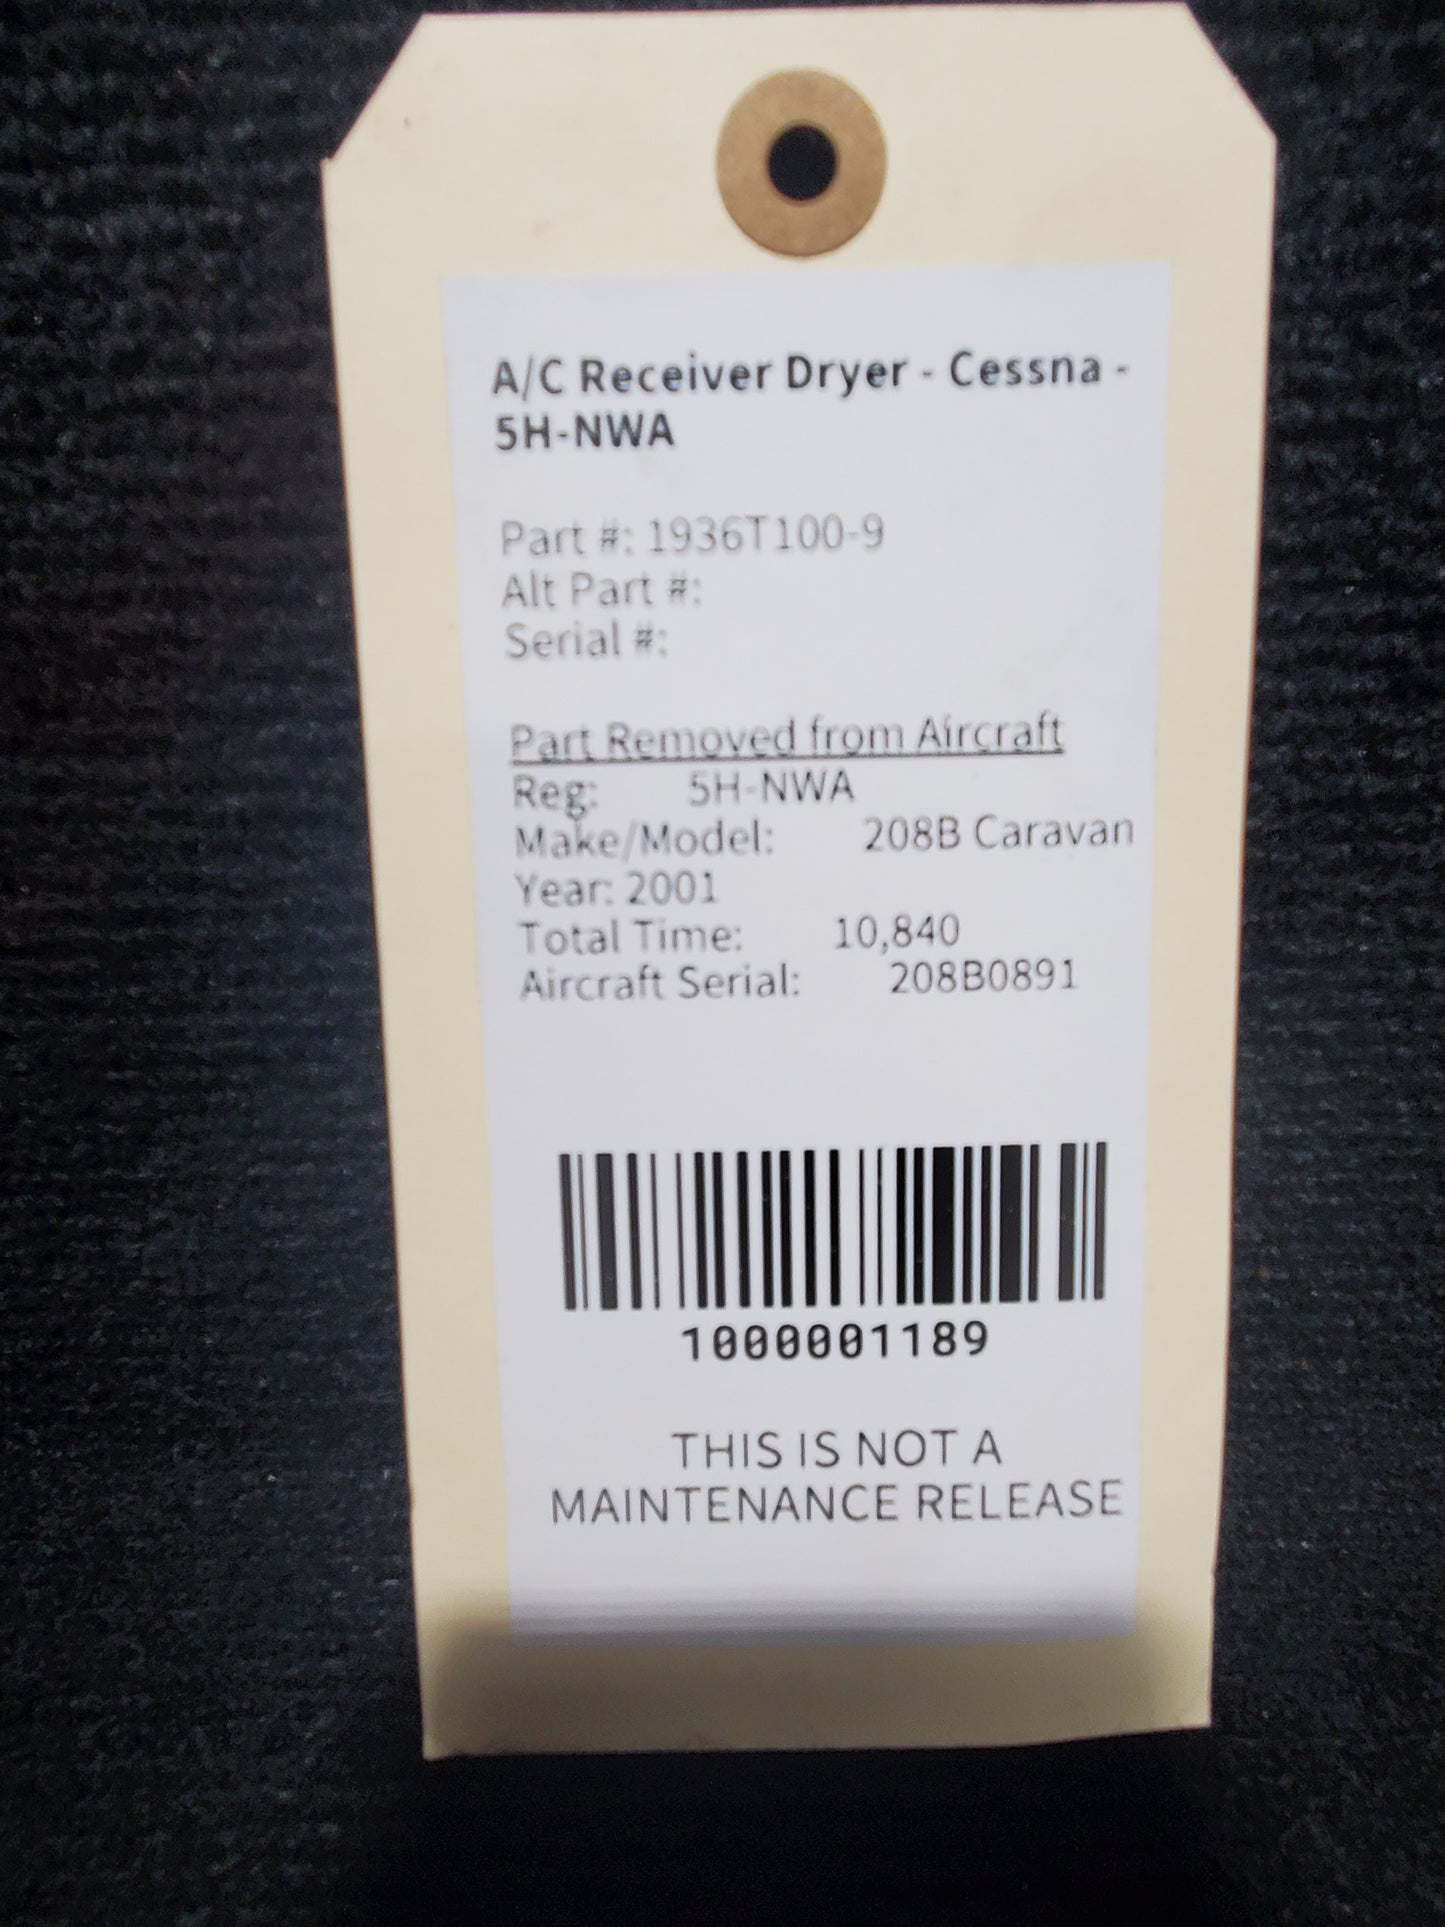 A/C Receiver Dryer - Cessna -
5H-NWA
Part #: 1936T100-9
Alt Part #:
Serial #:
Part Removed from Aircraft
Reg: 5H-NWA
Make/Model: 208B Caravan
Year: 2001
Total Time: 10,840
Aircraft Serial: 208B0891
1000001189
THIS IS NOT A
MAINTENANCE RELEASE